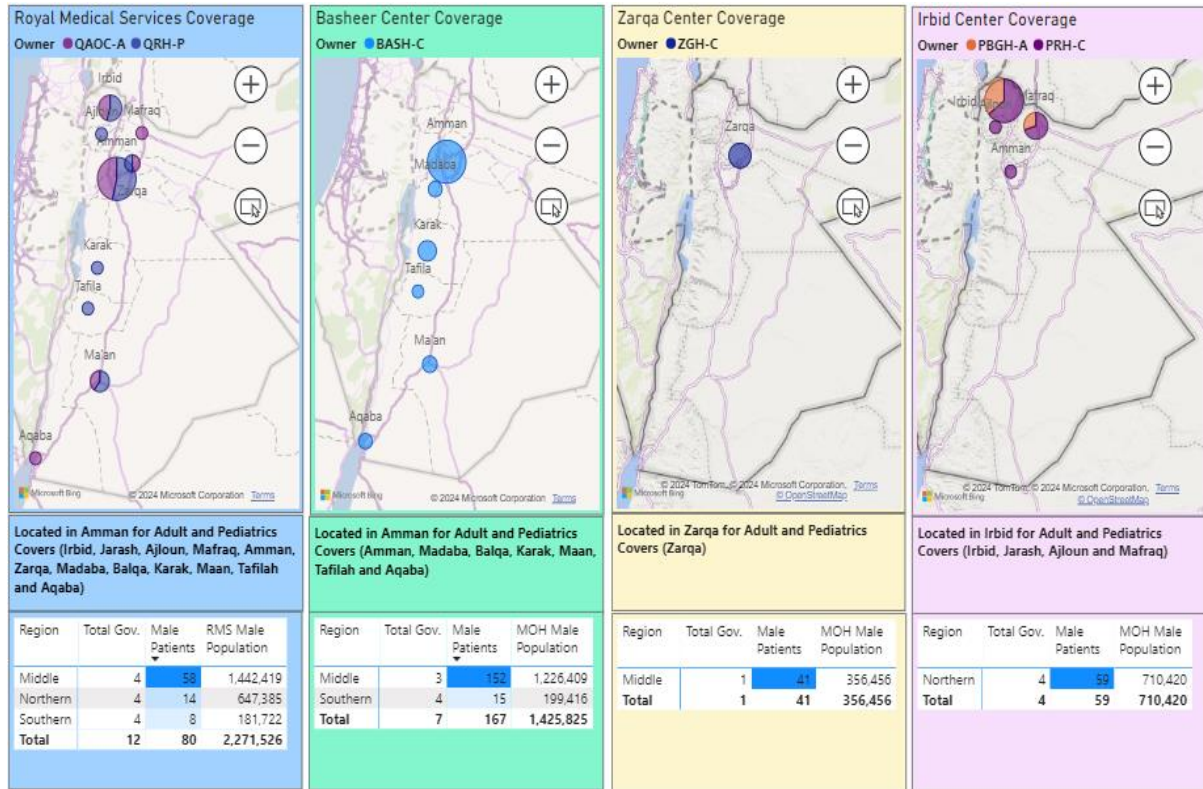 Royal Medical Services Coverage
Owner QAOC-A QRH-P
Irbid
Ajloun Mafraq
Amman
Zarqa
Karak
Tafila
Ma'an
Aqaba
Microsoft Bing © 2024 Microsoft Corporation Terms
Located in Amman for Adult and Pediatrics
Covers (Irbid, Jarash, Ajloun, Mafraq, Amman,
Zarqa, Madaba, Balqa, Karak, Maan, Tafilah
and Aqaba)
Region Total Gov. Male Patients RMS Male Population
Middle 4 58 1,442,419
Northern 4 14 647,385
Southern 4 8 181,722
Total 12 80 2,271,526
Basheer Center Coverage
Owner BASH-C
Amman
Madaba
Karak
Tafila
Ma'an
Aqaba
Microsoft Bing © 2024 Microsoft Corporation Terms
Located in Amman for Adult and Pediatrics
Covers (Amman, Madaba, Balqa, Karak, Maan,
Tafilah and Aqaba)
Region Total Gov. Male Patients MOH Male Population
Middle 3 152 1,226,409
Southern 4 15 199,416
Total 7 167 1,425,825
Zarqa Center Coverage
Owner ZGH-C
Zarqa
© 2024 TomTom, © 2024 Microsoft Corporation, Terms
Microsoft Bing © OpenStreetMap
Located in Zarqa for Adult and Pediatrics
Covers (Zarqa)
Region Total Gov. Male Patients MOH Male Population
Middle 1 41 356,456
Total 1 41 356,456
Irbid Center Coverage
Owner PBGH-A PRH-C
Irbid
Amman
© 2024 TomTom, © 2024 Microsoft Corporation, Terms
Microsoft Bing © OpenStreetMap
Located in Irbid for Adult and Pediatrics
Covers (Irbid, Jarash, Ajloun and Mafraq)
Region Total Gov. Male Patients MOH Male Population
Northern 4 59 710,420
Total 4 59 710,420